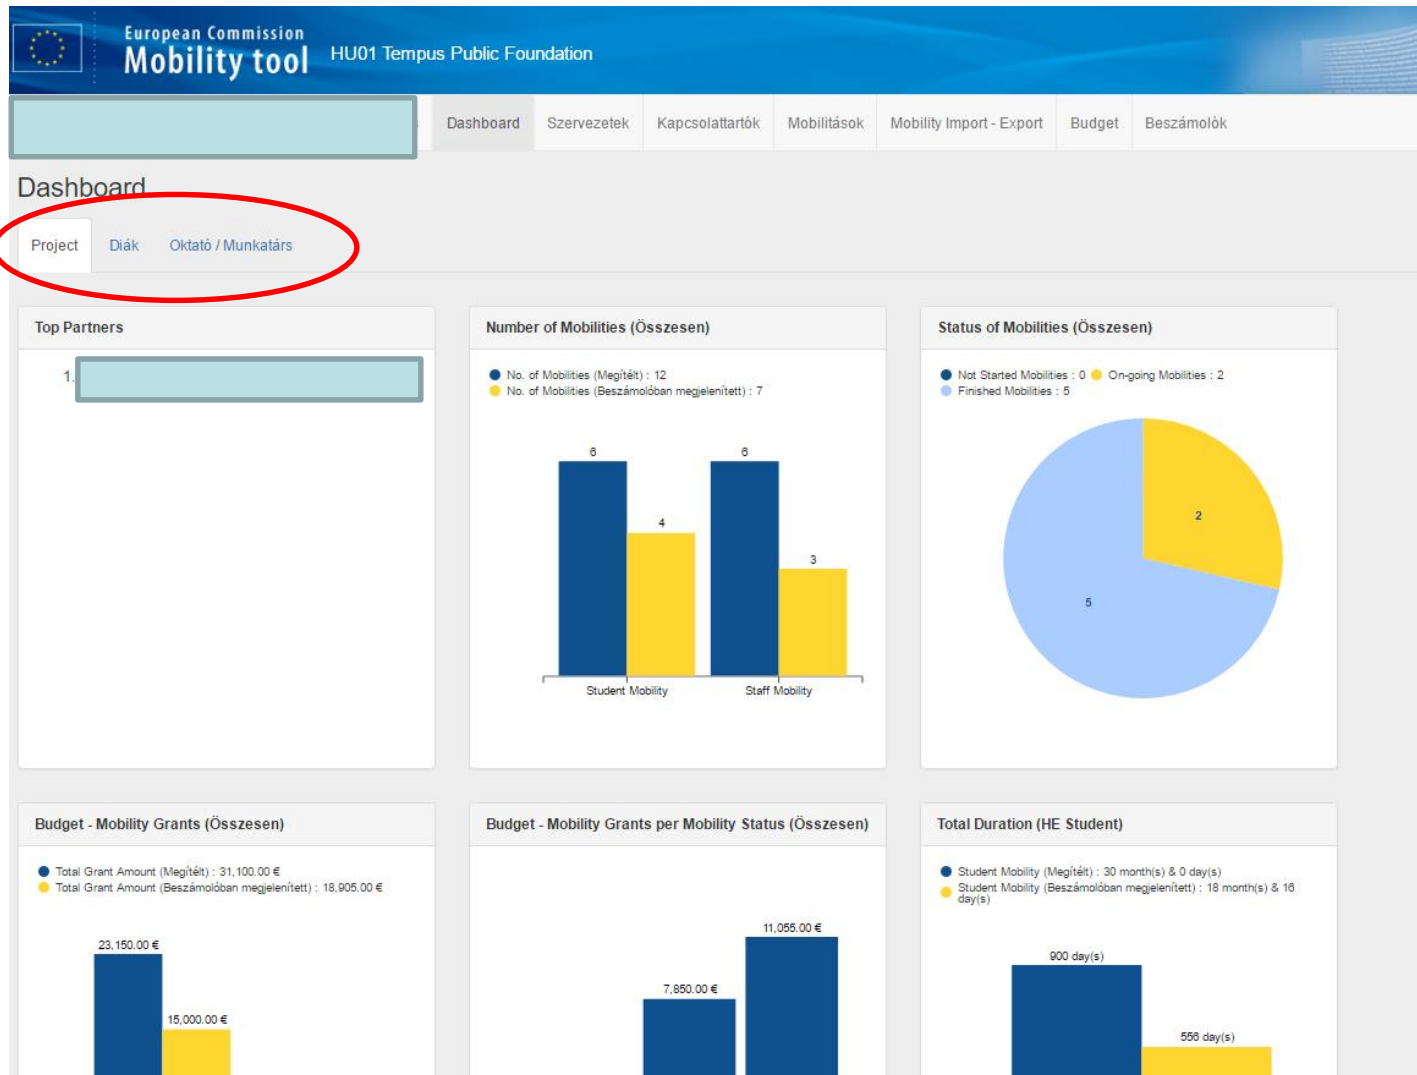 European Commission
Mobility tool
HU01 Tempus Public Foundation
Dashboard Szervezetek Kapcsolattartók Mobilitások Mobility Import - Export Budget Beszámolók
Dashboard
Project Diák Oktató / Munkatárs
Top Partners
1.
Number of Mobilities (Összesen)
No. of Mobilities (Megítélt) : 12
No. of Mobilities (Beszámolóban megjelenített) : 7
6
4
6
3
Student Mobility Staff Mobility
Status of Mobilities (Összesen)
Not Started Mobilities : 0 On-going Mobilities : 2
Finished Mobilities : 5
2
5
Budget - Mobility Grants (Összesen)
Total Grant Amount (Megítélt) : 31,100.00 €
Total Grant Amount (Beszámolóban megjelenített) : 18,905.00 €
23,150.00 €
15,000.00 €
Budget - Mobility Grants per Mobility Status (Összesen)
11,055.00 €
7,850.00 €
Total Duration (HE Student)
Student Mobility (Megítélt) : 30 month(s) & 0 day(s)
Student Mobility (Beszámolóban megjelenített) : 18 month(s) & 16
day(s)
900 day(s)
556 day(s)